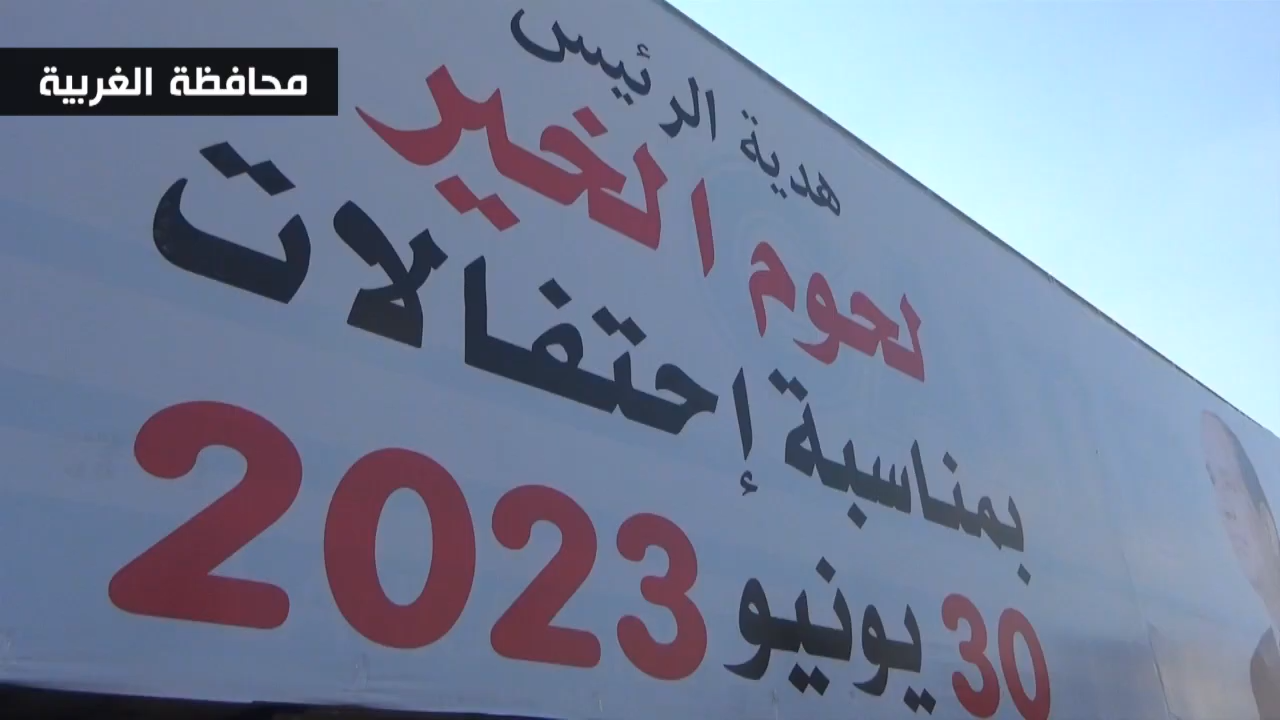 محافظة الغربية
هدية الرئيس
لحوم الخير
بمناسبة إحتفالات
30 يونيو 2023